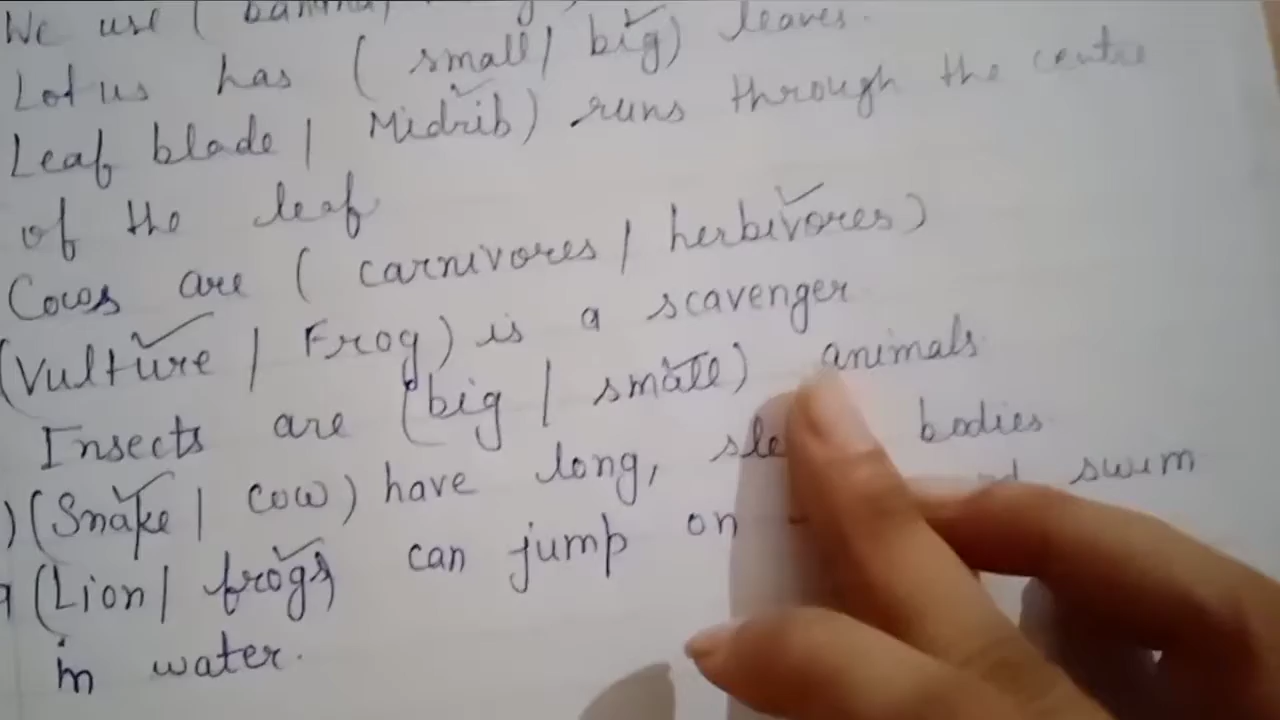 We use (
Lotus has ( small / big) leaves.
Leaf blade / Midrib) runs through the centre
of the leaf
Cows are ( carnivores / herbivores)
(Vulture / Frog) is a scavenger
Insects are (big / small) animals
) (Snake / cow) have long, bodies
9 (Lion / frogs) can jump on swim
in water.